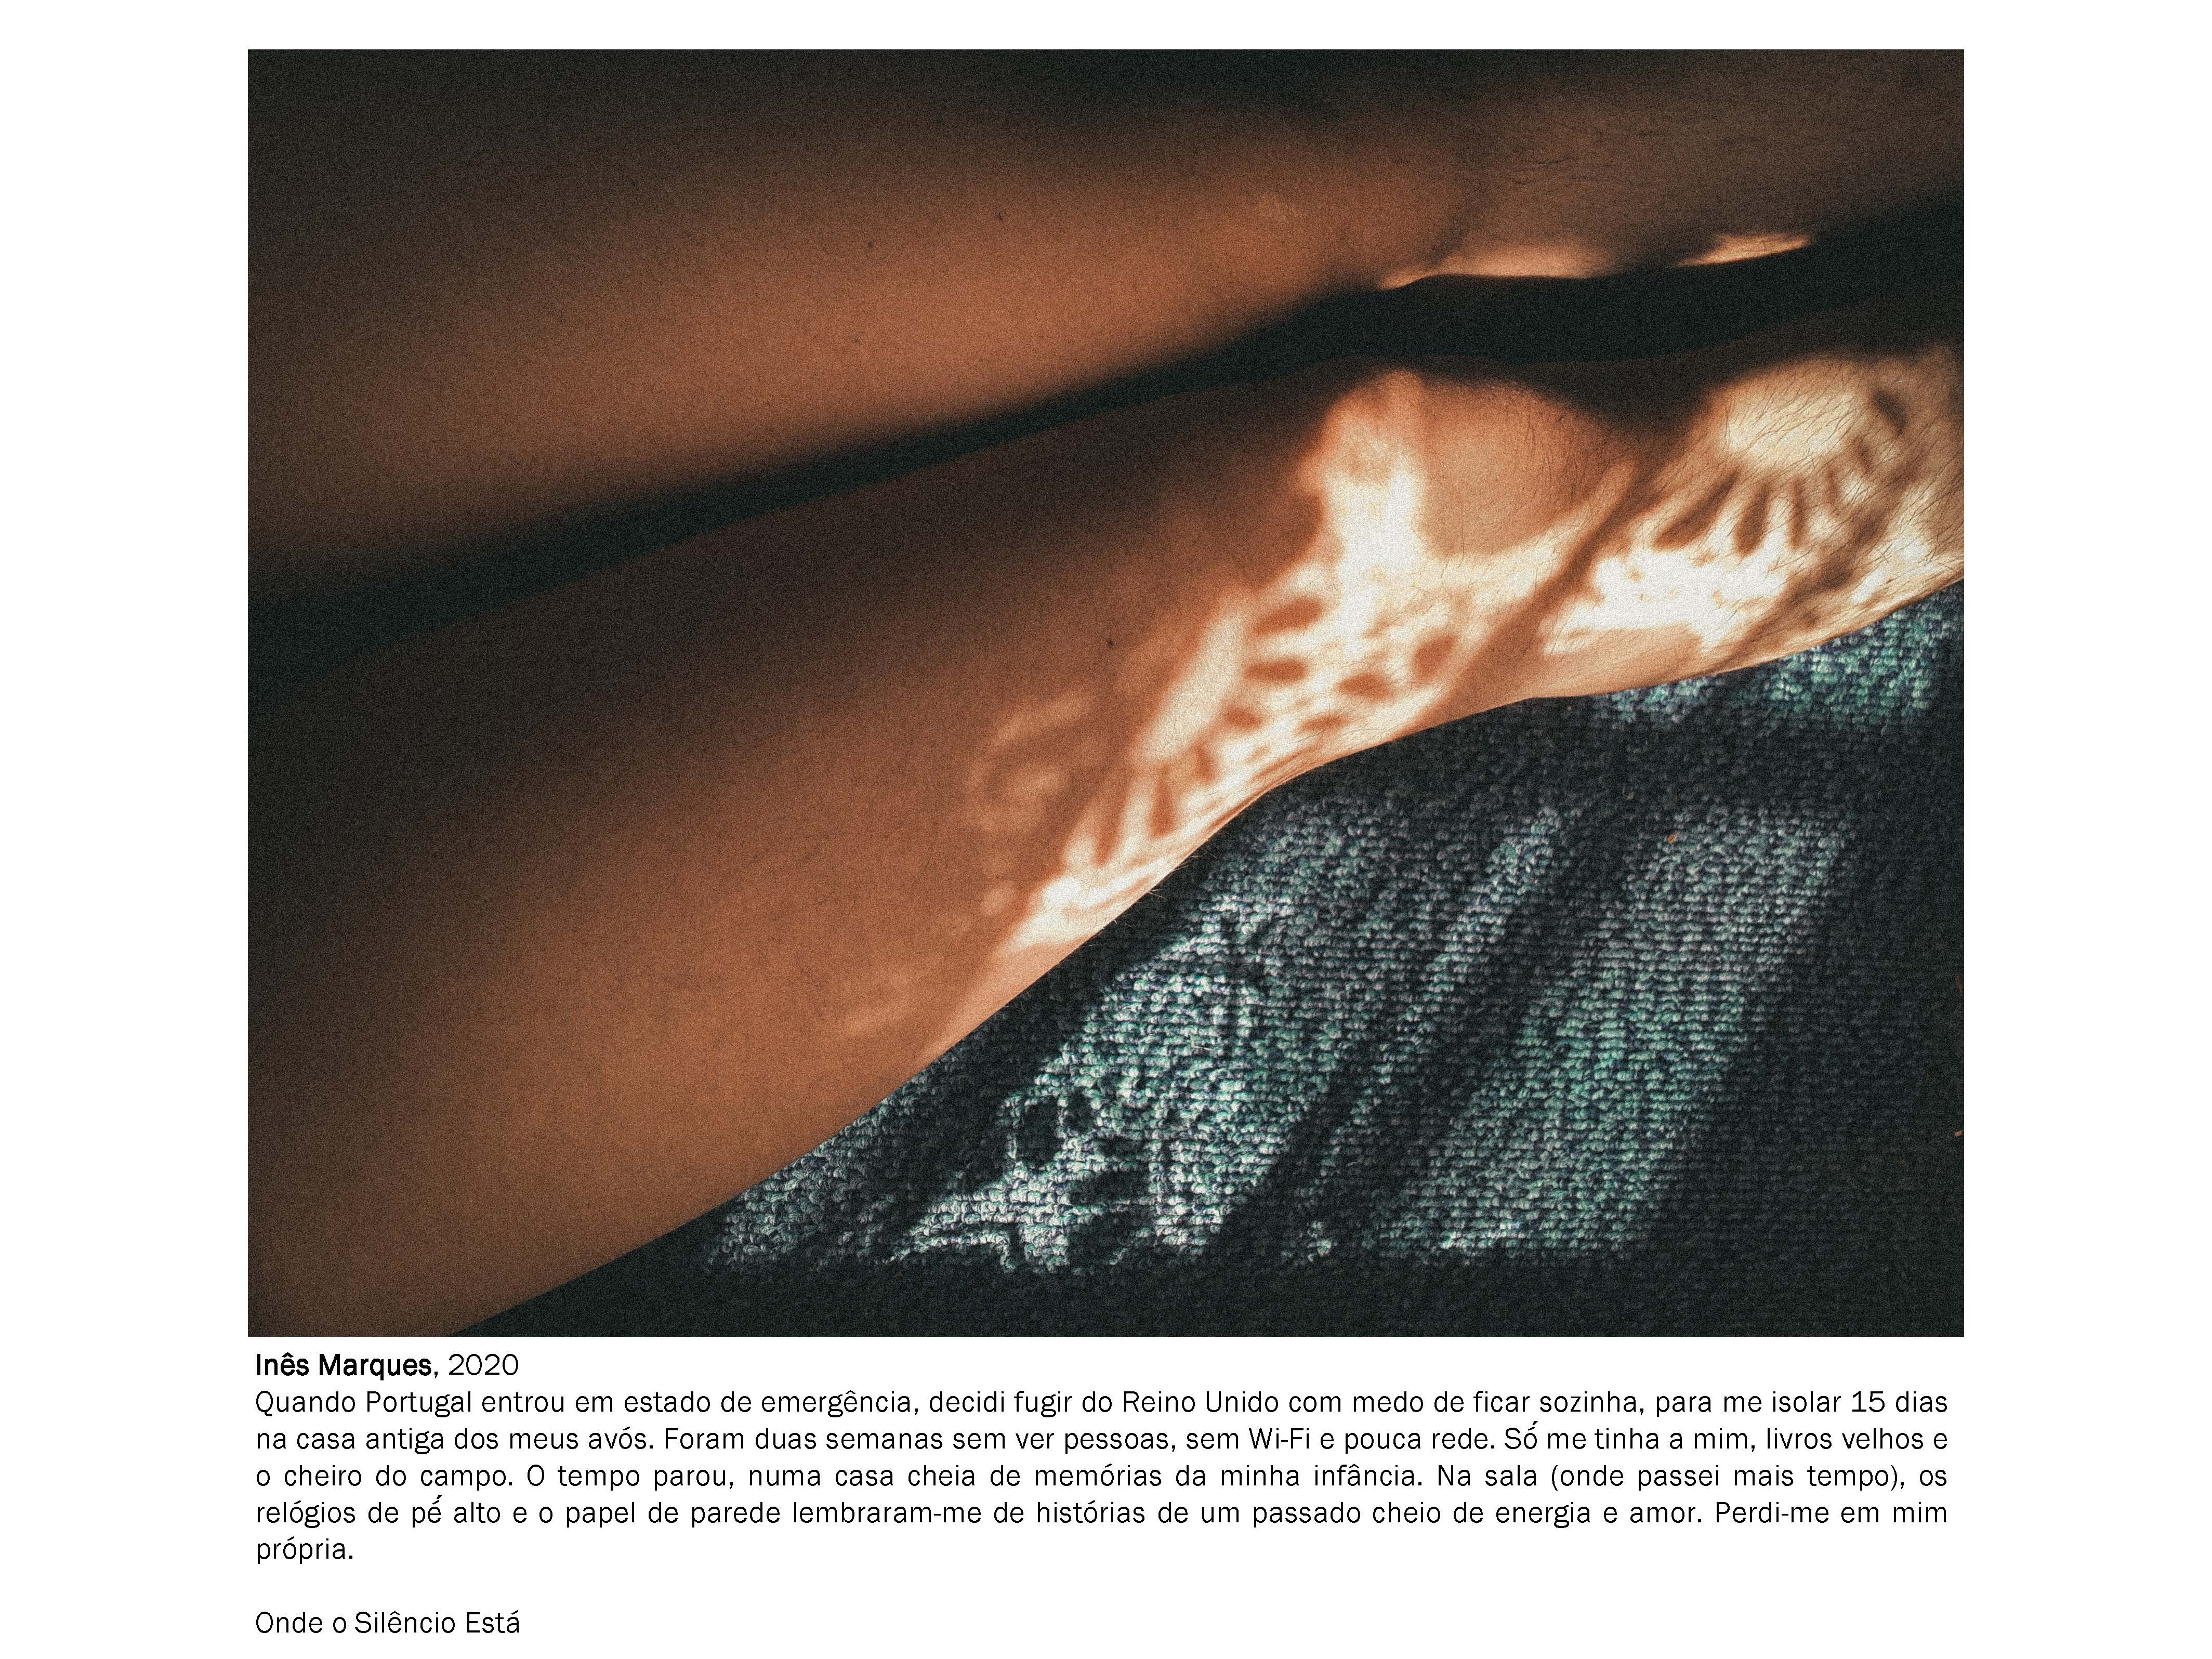 Inês Marques, 2020
Quando Portugal entrou em estado de emergência, decidi fugir do Reino Unido com medo de ficar sozinha, para me isolar 15 dias
na casa antiga dos meus avós. Foram duas semanas sem ver pessoas, sem Wi-Fi e pouca rede. Só me tinha a mim, livros velhos e
o cheiro do campo. O tempo parou, numa casa cheia de memórias da minha infância. Na sala (onde passei mais tempo), os
relógios de pé alto e o papel de parede lembraram-me de histórias de um passado cheio de energia e amor. Perdi-me em mim
própria.
Onde o Silêncio Está